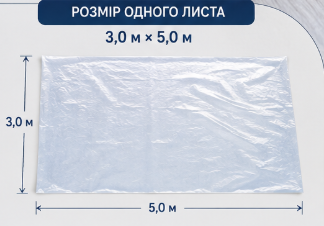 РОЗМІР ОДНОГО ЛИСТА
3,0 м × 5,0 м
3,0 м
5,0 м